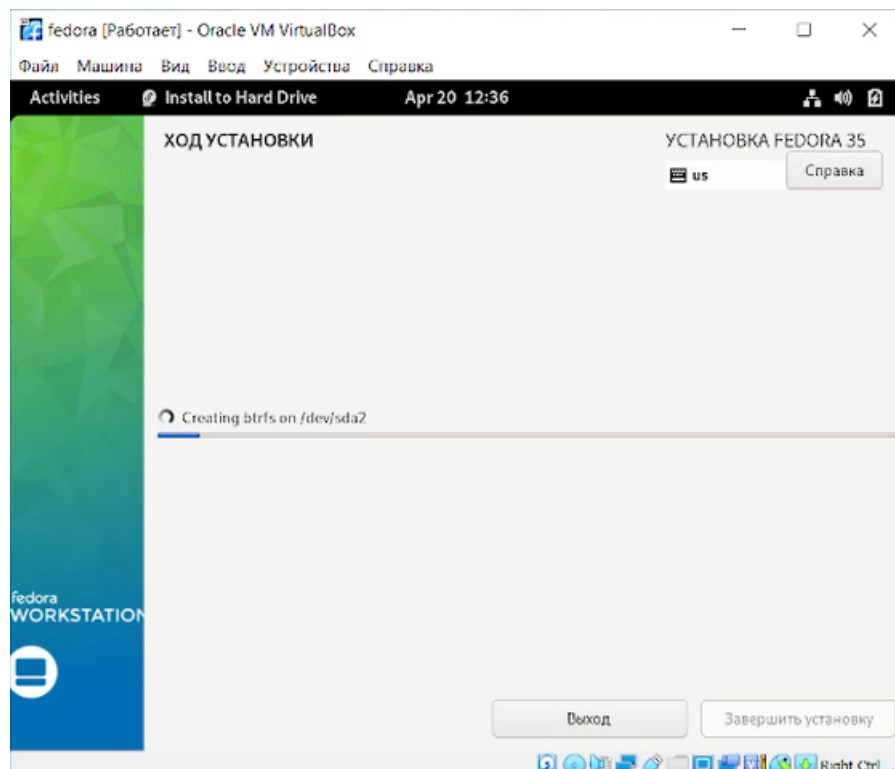 fedora [Работает] - Oracle VM VirtualBox
Файл Машина Вид Ввод Устройства Справка
Activities Install to Hard Drive Apr 20 12:36
ХОД УСТАНОВКИ
УСТАНОВКА FEDORA 35
us
Справка
Creating btrfs on /dev/sda2
fedora
WORKSTATION
Выход
Завершить установку
Right Ctrl